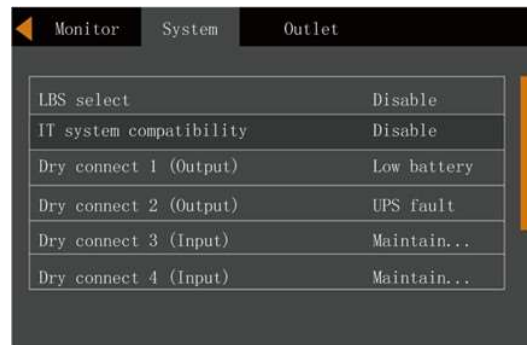 Monitor System Outlet
LBS select Disable
IT system compatibility Disable
Dry connect 1 (Output) Low battery
Dry connect 2 (Output) UPS fault
Dry connect 3 (Input) Maintain...
Dry connect 4 (Input) Maintain...